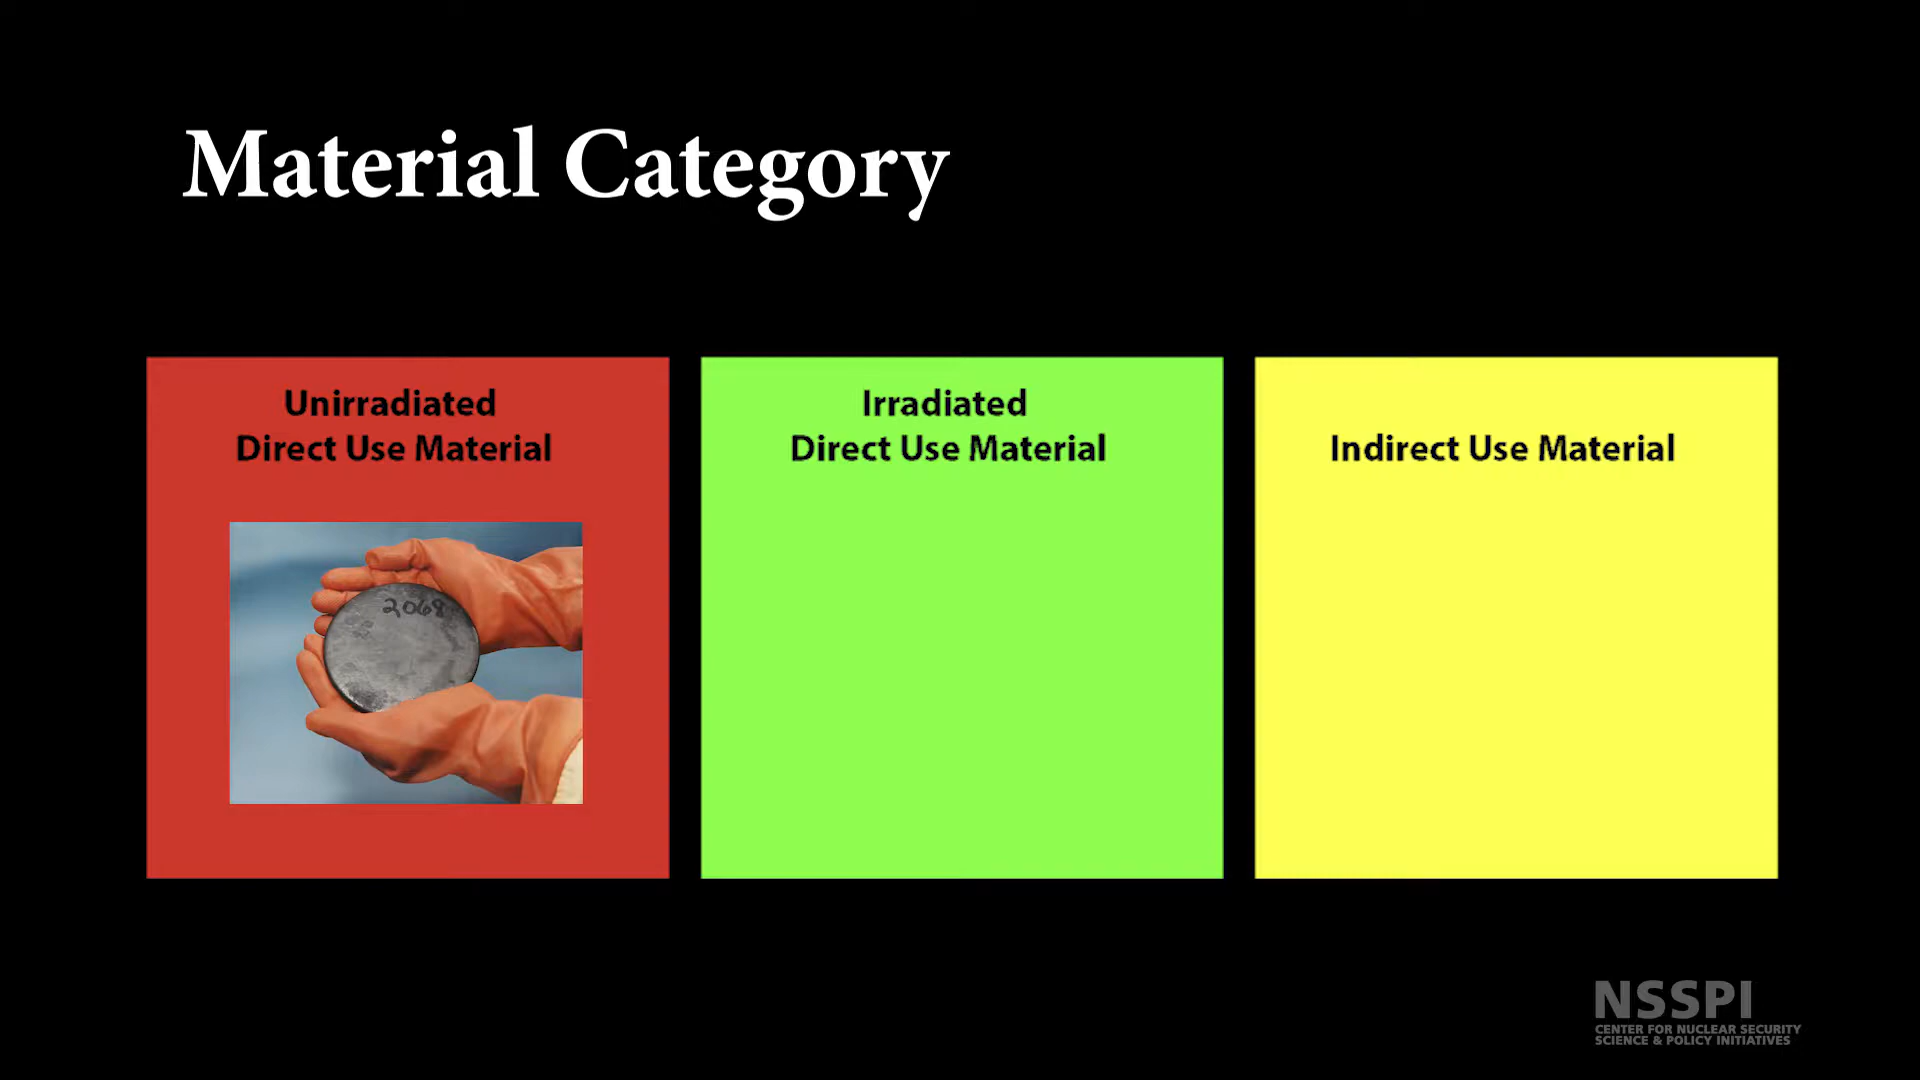 Material Category
Unirradiated
Direct Use Material
2068
Irradiated
Direct Use Material
Indirect Use Material
NSSPI
CENTER FOR NUCLEAR SECURITY
SCIENCE & POLICY INITIATIVES